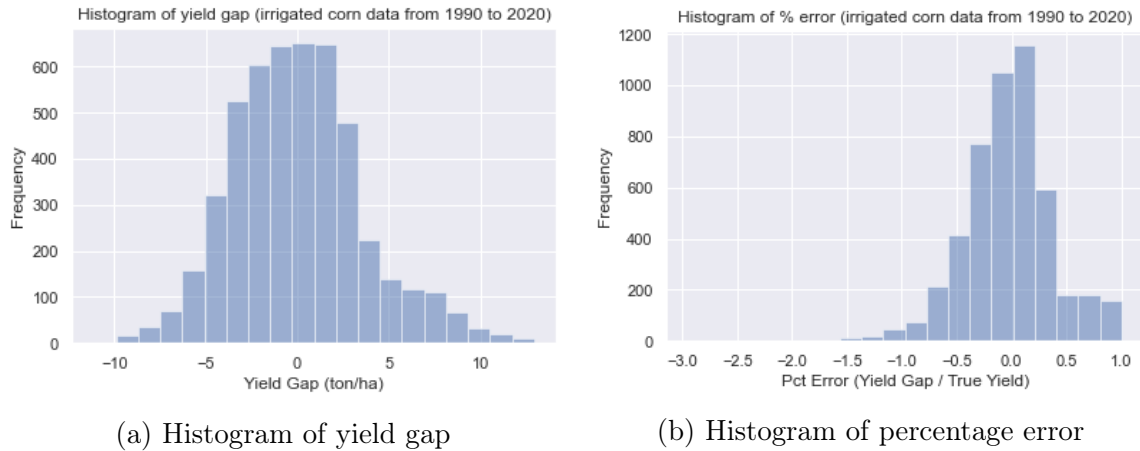 Histogram of yield gap (irrigated corn data from 1990 to 2020)
600
500
400
300
200
100
0
Frequency
−10 −5 0 5 10
Yield Gap (ton/ha)
(a) Histogram of yield gap
Histogram of % error (irrigated corn data from 1990 to 2020)
1200
1000
800
600
400
200
0
Frequency
−3.0 −2.5 −2.0 −1.5 −1.0 −0.5 0.0 0.5 1.0
Pct Error (Yield Gap / True Yield)
(b) Histogram of percentage error